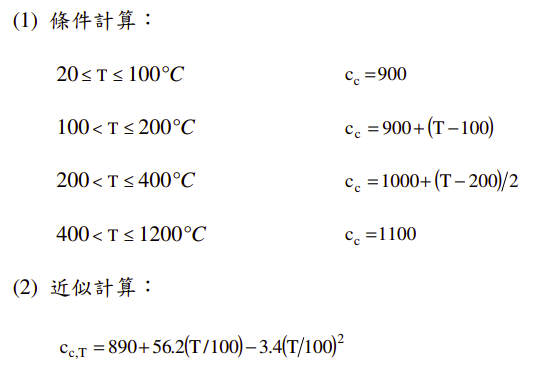 (1) 條件計算：
20 ≤ T ≤ 100°C c_c = 900
100 < T ≤ 200°C c_c = 900 + (T − 100)
200 < T ≤ 400°C c_c = 1000 + (T − 200)/2
400 < T ≤ 1200°C c_c = 1100
(2) 近似計算：
c_{c,T} = 890 + 56.2(T/100) − 3.4(T/100)²